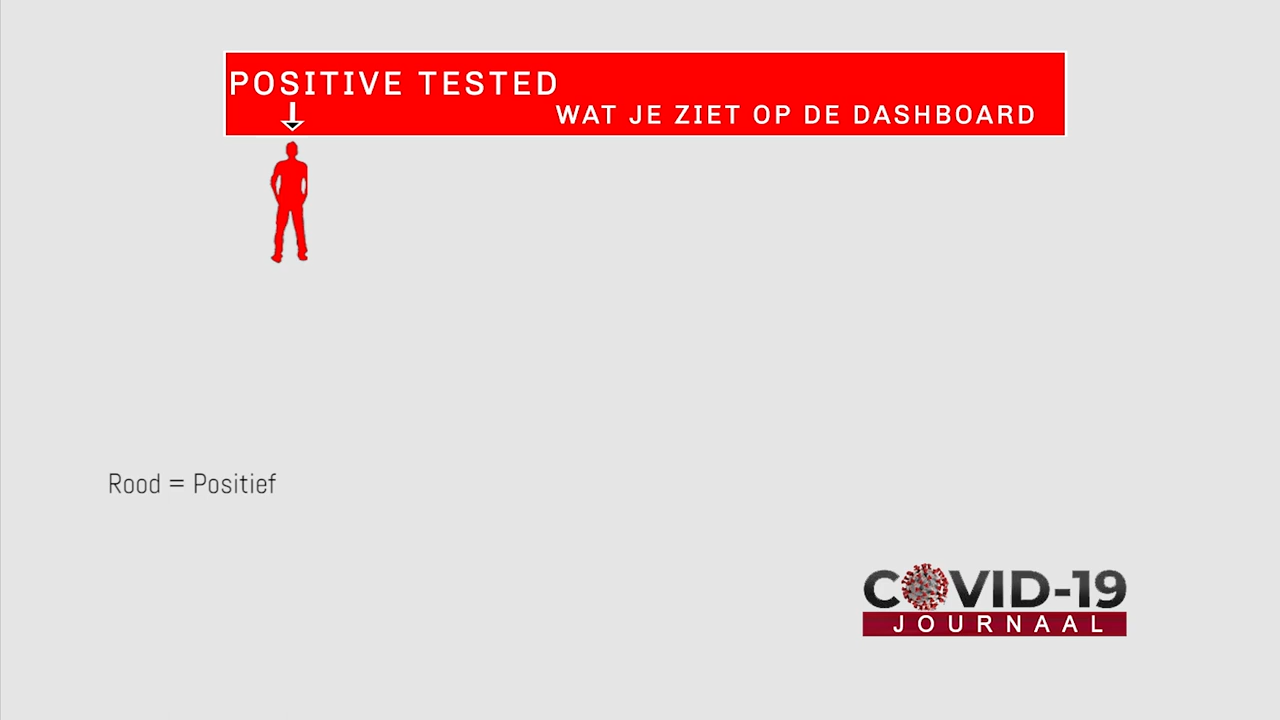 POSITIVE TESTED
WAT JE ZIET OP DE DASHBOARD
Rood = Positief
COVID-19
JOURNAAL